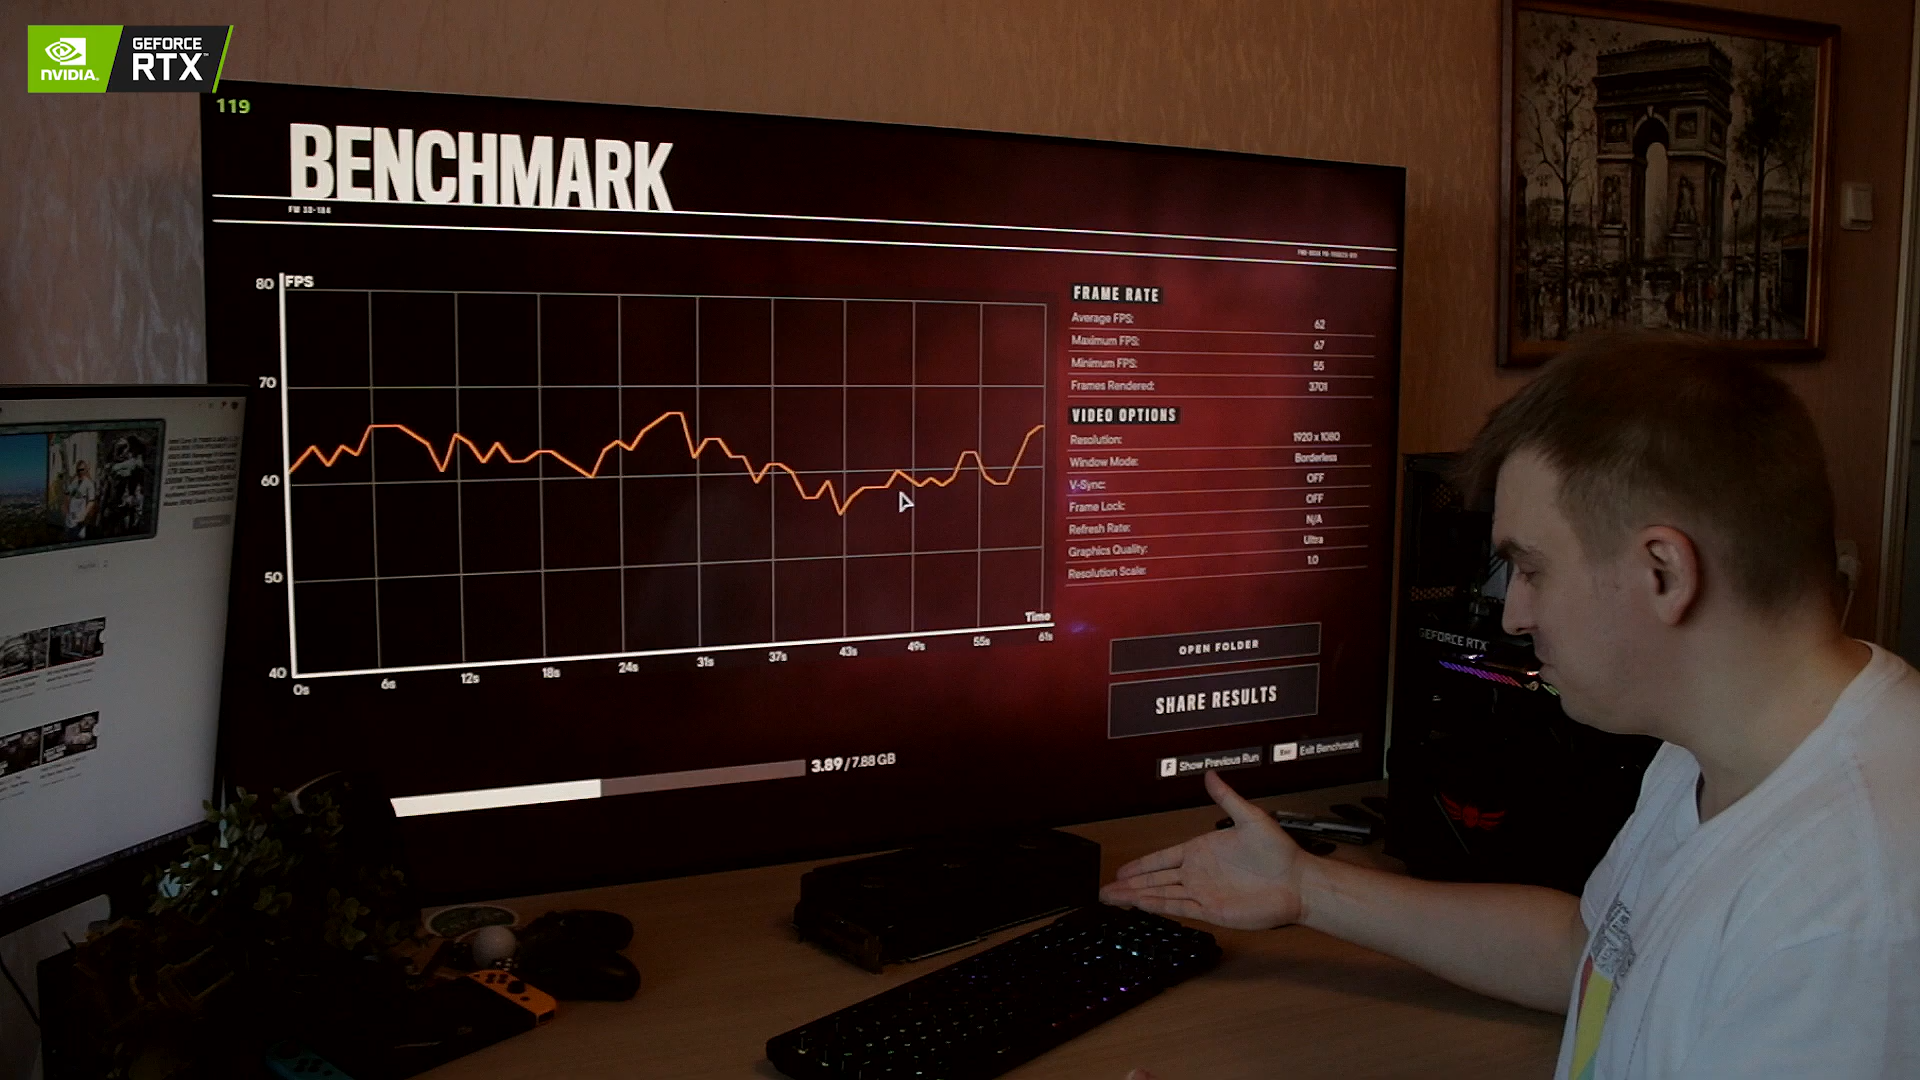 NVIDIA.
GEFORCE
RTX
119
BENCHMARK
80
FPS
70
60
50
40
0s
6s
12s
18s
24s
31s
37s
43s
49s
55s
61s
Time
FRAME RATE
Average FPS: 62
Maximum FPS: 67
Minimum FPS: 55
Frames Rendered: 3701
VIDEO OPTIONS
Resolution: 1920 x 1080
Window Mode: Borderless
V-Sync: OFF
Frame Lock: OFF
Refresh Rate: N/A
Graphics Quality: Ultra
Resolution Scale: 1.0
OPEN FOLDER
SHARE RESULTS
3.89/7.88 GB
F Show Previous Run
Esc Exit Benchmark
GEFORCE RTX